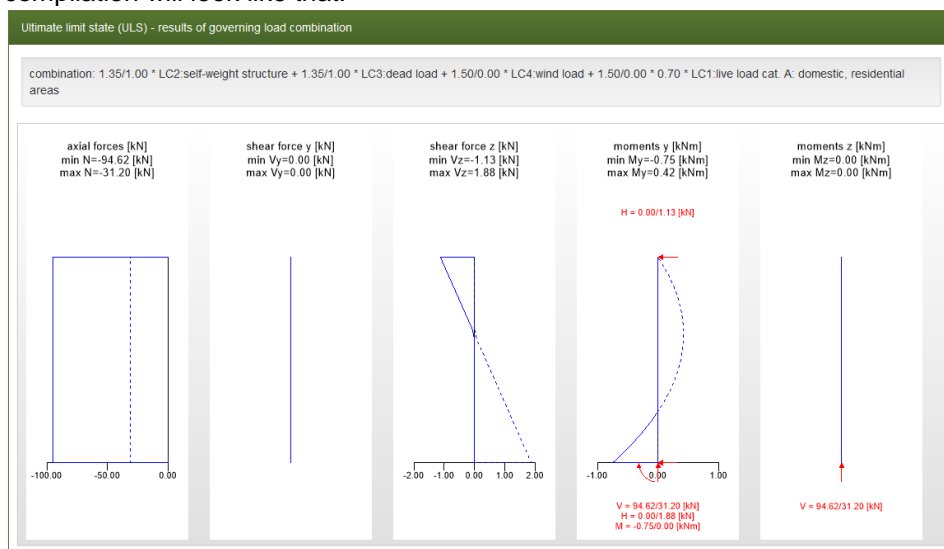 compilation will look like that:
Ultimate limit state (ULS) - results of governing load combination
combination: 1.35/1.00 * LC2:self-weight structure + 1.35/1.00 * LC3:dead load + 1.50/0.00 * LC4:wind load + 1.50/0.00 * 0.70 * LC1:live load cat. A: domestic, residential
areas
axial forces [kN]
min N=-94.62 [kN]
max N=-31.20 [kN]
-100.00 -50.00 0.00
shear force y [kN]
min Vy=0.00 [kN]
max Vy=0.00 [kN]
shear force z [kN]
min Vz=-1.13 [kN]
max Vz=1.88 [kN]
-2.00 -1.00 0.00 1.00 2.00
moments y [kNm]
min My=-0.75 [kNm]
max My=0.42 [kNm]
H = 0.00/1.13 [kN]
-1.00 0.00 1.00
V = 94.62/31.20 [kN]
H = 0.00/1.88 [kN]
M = -0.75/0.00 [kNm]
moments z [kNm]
min Mz=0.00 [kNm]
max Mz=0.00 [kNm]
V = 94.62/31.20 [kN]